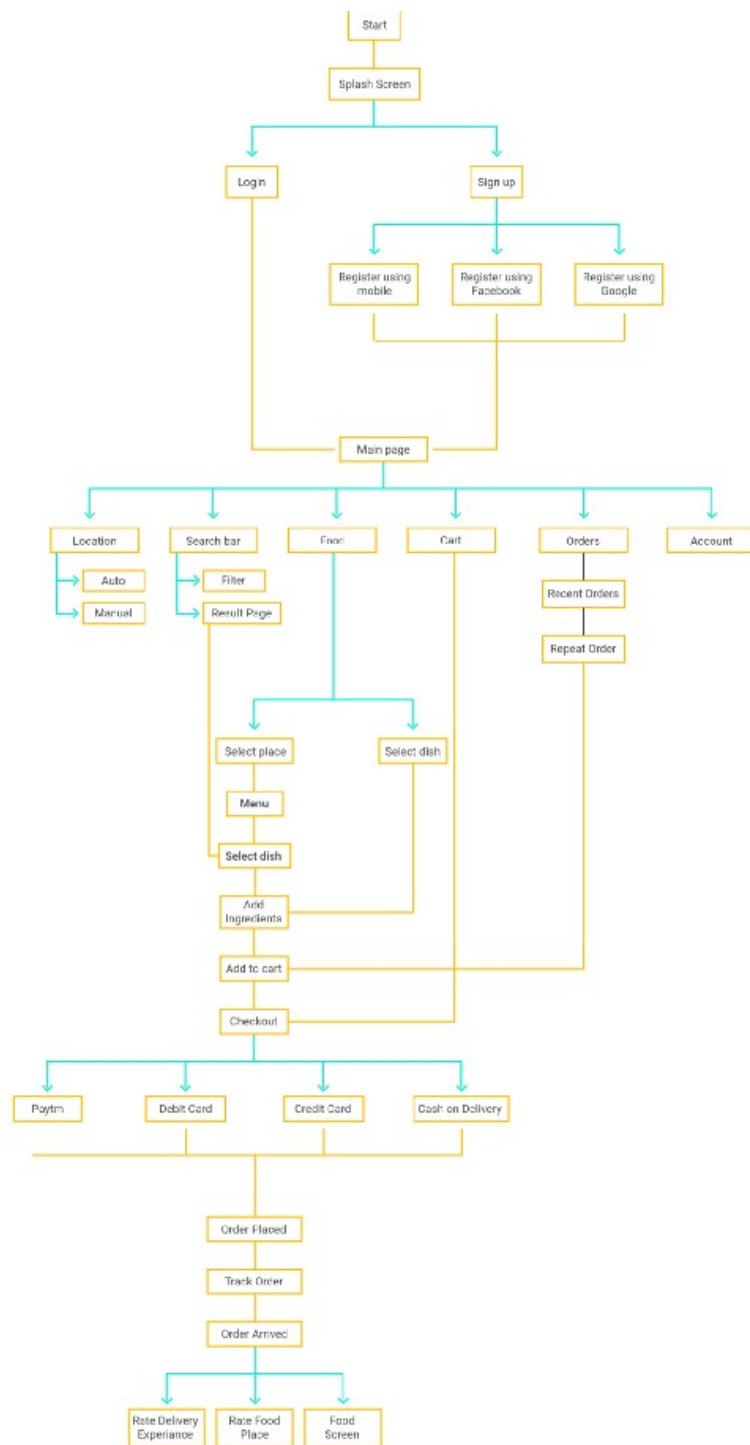 Start
Splash Screen
Login
Sign up
Register using
mobile
Register using
Facebook
Register using
Google
Main page
Location
Search bar
Food
Cart
Orders
Account
Auto
Filter
Recent Orders
Manual
Result Page
Repeat Order
Select place
Select dish
Menu
Select dish
Add
Ingredients
Add to cart
Checkout
Paytm
Debit Card
Credit Card
Cash on Delivery
Order Placed
Track Order
Order Arrived
Rate Delivery
Experiance
Rate Food
Place
Food
Screen